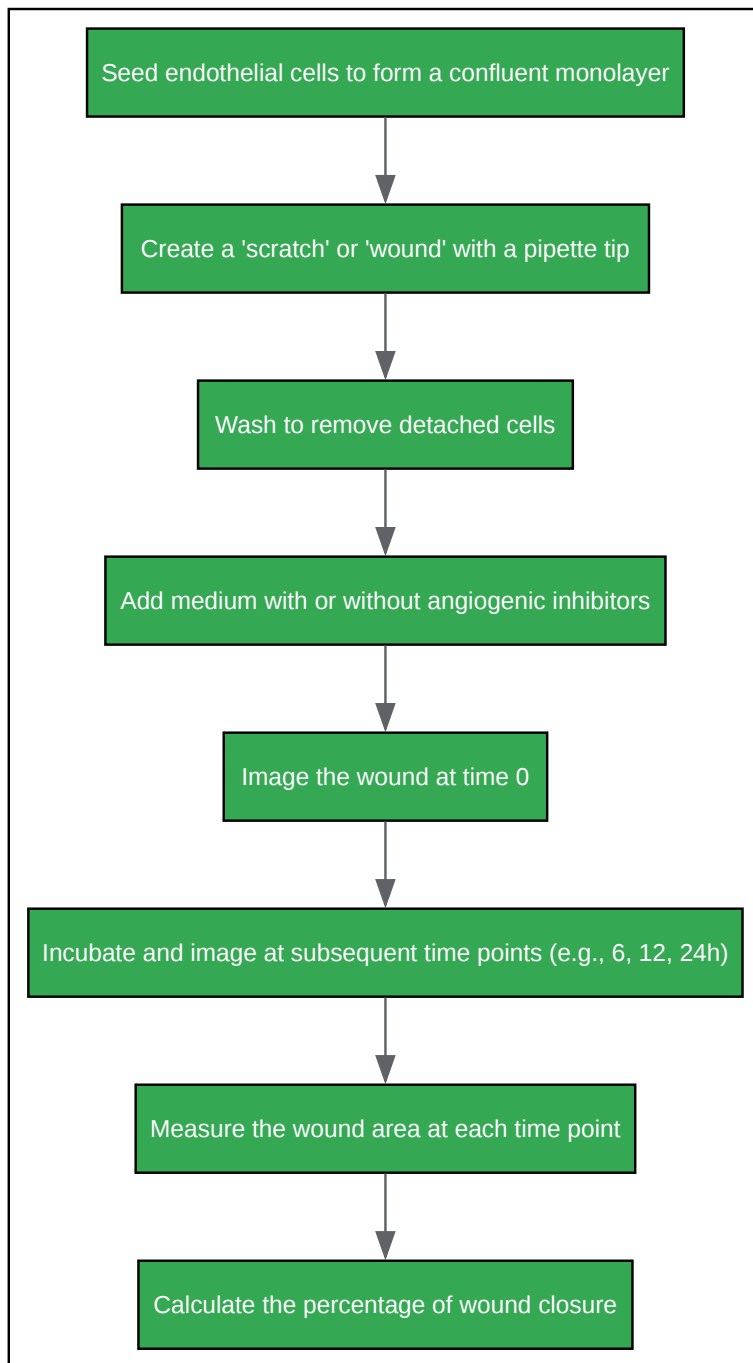 Seed endothelial cells to form a confluent monolayer
Create a 'scratch' or 'wound' with a pipette tip
Wash to remove detached cells
Add medium with or without angiogenic inhibitors
Image the wound at time 0
Incubate and image at subsequent time points (e.g., 6, 12, 24h)
Measure the wound area at each time point
Calculate the percentage of wound closure